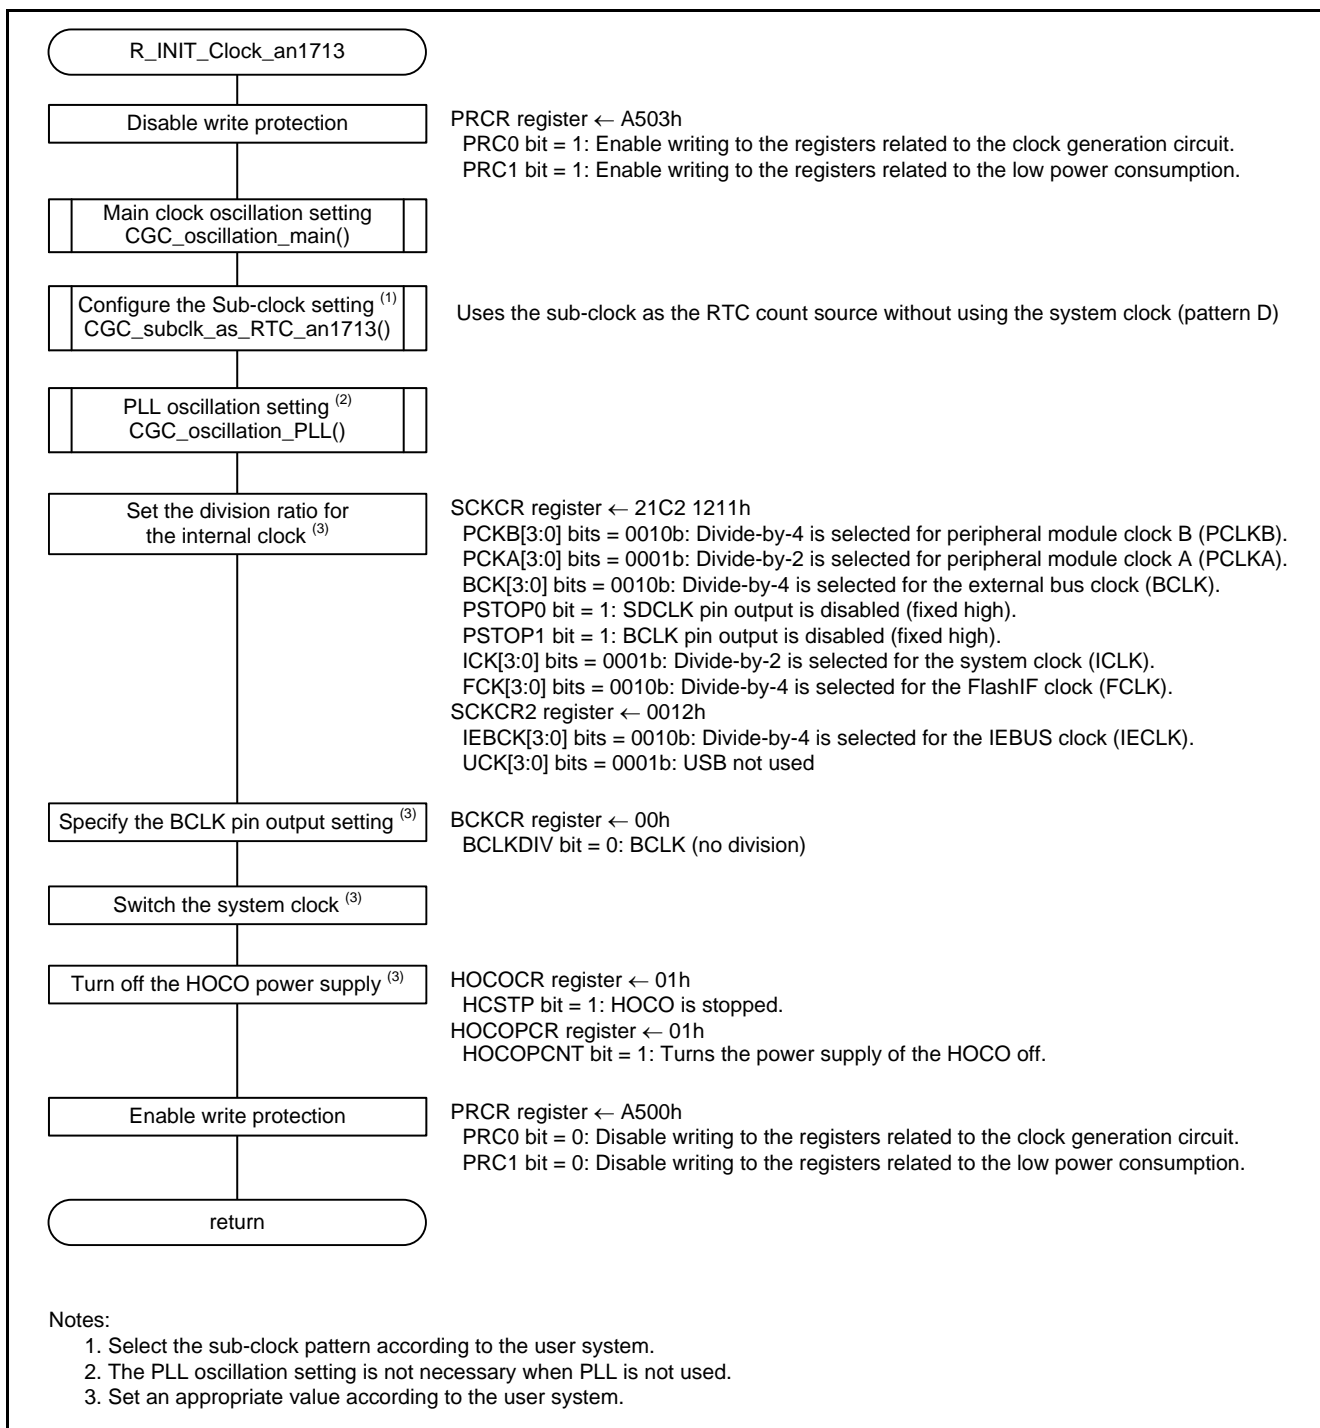 R_INIT_Clock_an1713
Disable write protection
PRCR register ← A503h
PRC0 bit = 1: Enable writing to the registers related to the clock generation circuit.
PRC1 bit = 1: Enable writing to the registers related to the low power consumption.
Main clock oscillation setting
CGC_oscillation_main()
Configure the Sub-clock setting (1)
CGC_subclk_as_RTC_an1713()
Uses the sub-clock as the RTC count source without using the system clock (pattern D)
PLL oscillation setting (2)
CGC_oscillation_PLL()
Set the division ratio for
the internal clock (3)
SCKCR register ← 21C2 1211h
PCKB[3:0] bits = 0010b: Divide-by-4 is selected for peripheral module clock B (PCLKB).
PCKA[3:0] bits = 0001b: Divide-by-2 is selected for peripheral module clock A (PCLKA).
BCK[3:0] bits = 0010b: Divide-by-4 is selected for the external bus clock (BCLK).
PSTOP0 bit = 1: SDCLK pin output is disabled (fixed high).
PSTOP1 bit = 1: BCLK pin output is disabled (fixed high).
ICK[3:0] bits = 0001b: Divide-by-2 is selected for the system clock (ICLK).
FCK[3:0] bits = 0010b: Divide-by-4 is selected for the FlashIF clock (FCLK).
SCKCR2 register ← 0012h
IEBCK[3:0] bits = 0010b: Divide-by-4 is selected for the IEBUS clock (IECLK).
UCK[3:0] bits = 0001b: USB not used
Specify the BCLK pin output setting (3)
BCKCR register ← 00h
BCLKDIV bit = 0: BCLK (no division)
Switch the system clock (3)
Turn off the HOCO power supply (3)
HOCOCR register ← 01h
HCSTP bit = 1: HOCO is stopped.
HOCOPCR register ← 01h
HOCOPCNT bit = 1: Turns the power supply of the HOCO off.
Enable write protection
PRCR register ← A500h
PRC0 bit = 0: Disable writing to the registers related to the clock generation circuit.
PRC1 bit = 0: Disable writing to the registers related to the low power consumption.
return
Notes:
1. Select the sub-clock pattern according to the user system.
2. The PLL oscillation setting is not necessary when PLL is not used.
3. Set an appropriate value according to the user system.